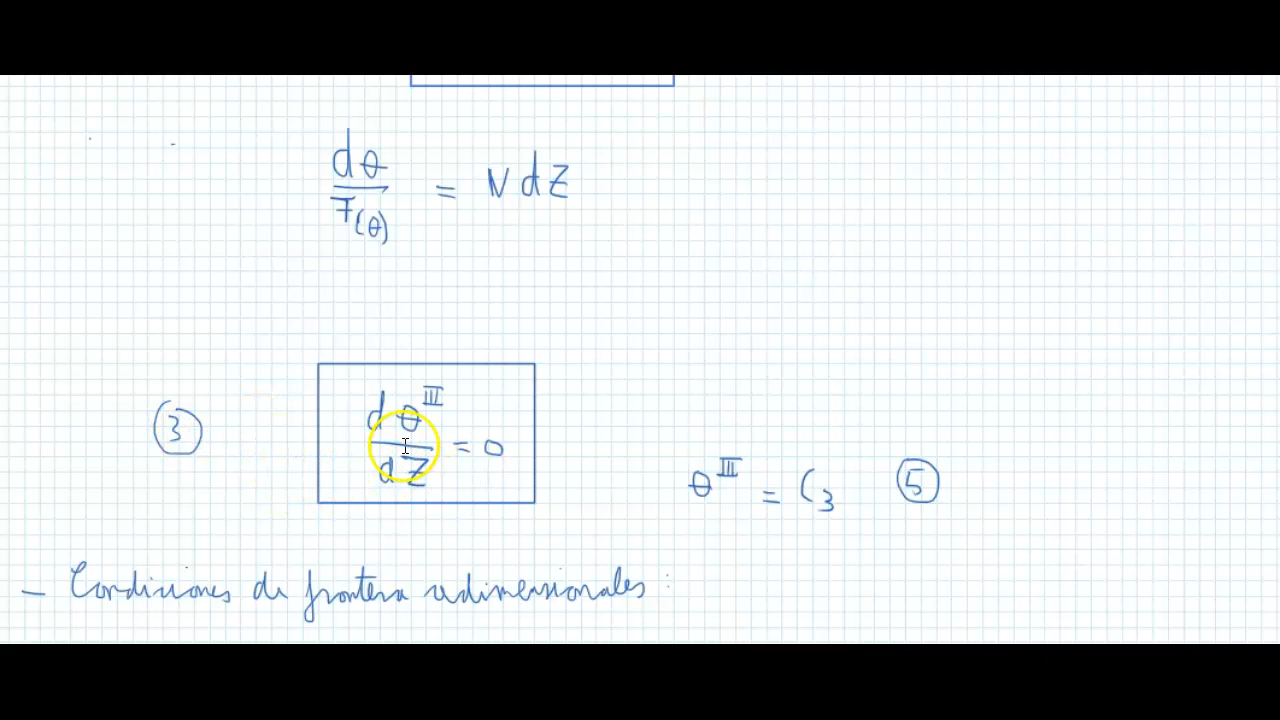 dθ/F(θ) = N dZ
③ dθ^III/dZ = 0
θ^III = C₃ ⑤
- Condiciones de frontera adimensionales: